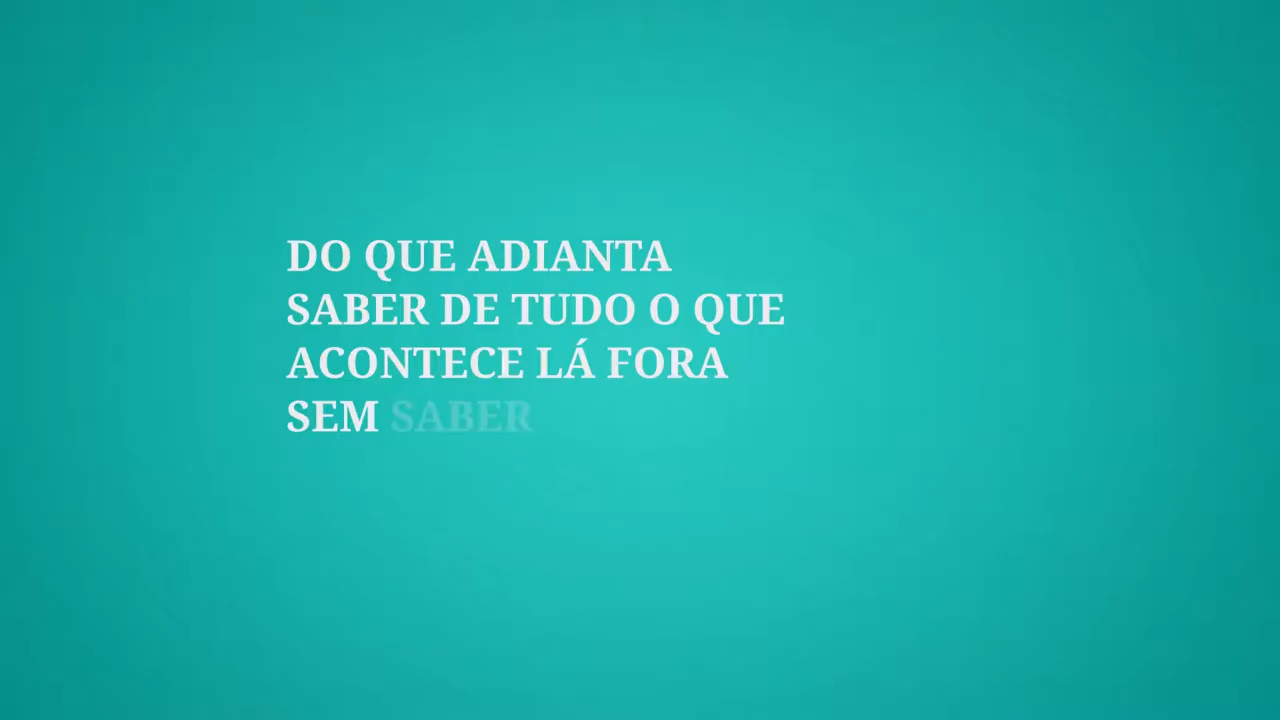 DO QUE ADIANTA
SABER DE TUDO O QUE
ACONTECE LÁ FORA
SEM SABER